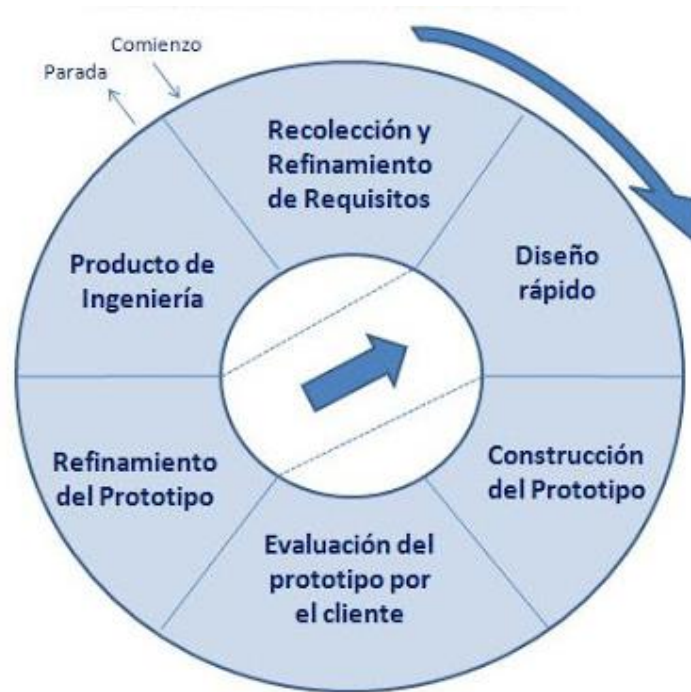 Comienzo
Parada
Recolección y
Refinamiento
de Requisitos
Diseño
rápido
Construcción
del Prototipo
Evaluación del
prototipo por
el cliente
Refinamiento
del Prototipo
Producto de
Ingeniería